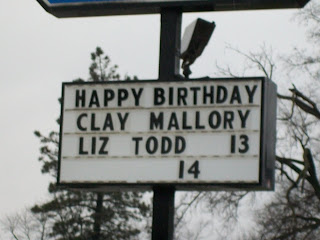 HAPPY BIRTHDAY
CLAY MALLORY
LIZ TODD 13
14